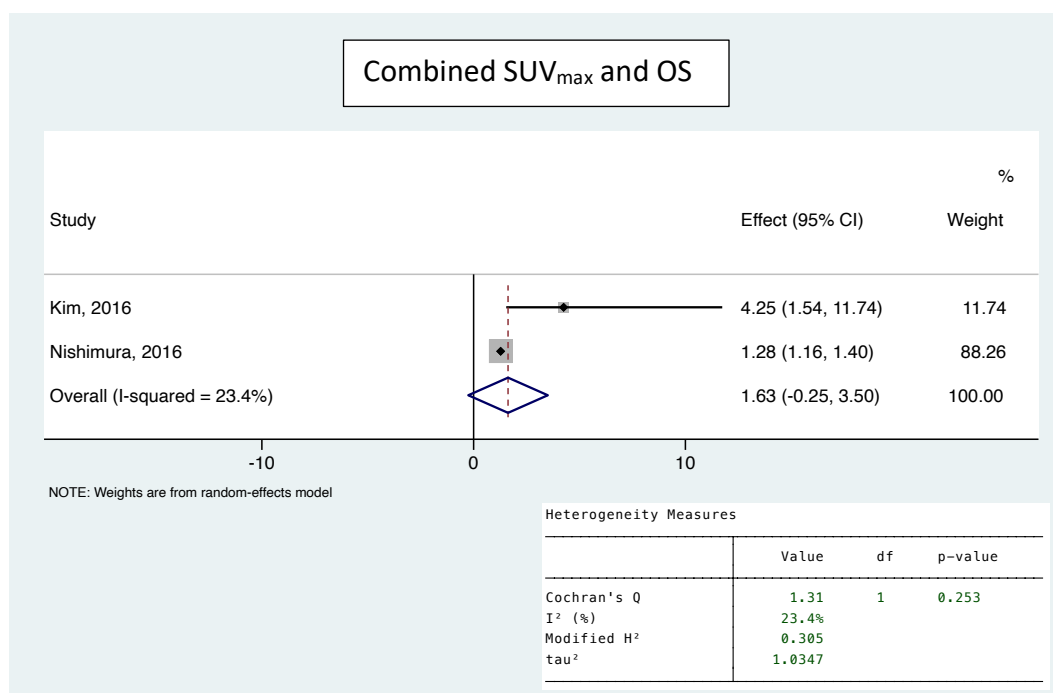 Combined SUVmax and OS
%
Study Effect (95% CI) Weight
Kim, 2016 4.25 (1.54, 11.74) 11.74
Nishimura, 2016 1.28 (1.16, 1.40) 88.26
Overall (I-squared = 23.4%) 1.63 (-0.25, 3.50) 100.00
-10 0 10
NOTE: Weights are from random-effects model
Heterogeneity Measures
Value df p-value
Cochran's Q 1.31 1 0.253
I² (%) 23.4%
Modified H² 0.305
tau² 1.0347